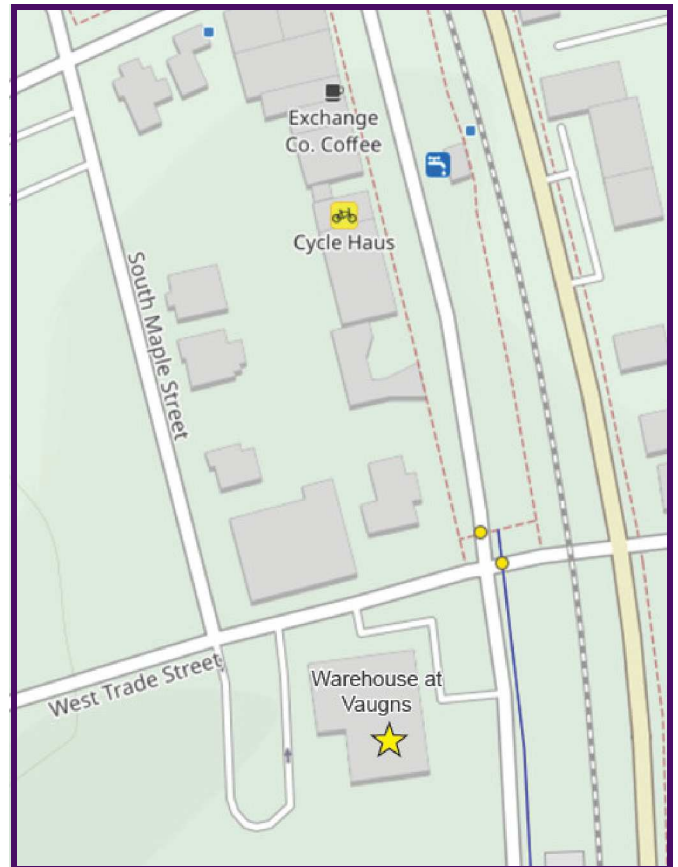 Exchange
Co. Coffee
Cycle Haus
South Maple Street
West Trade Street
Warehouse at
Vaugns